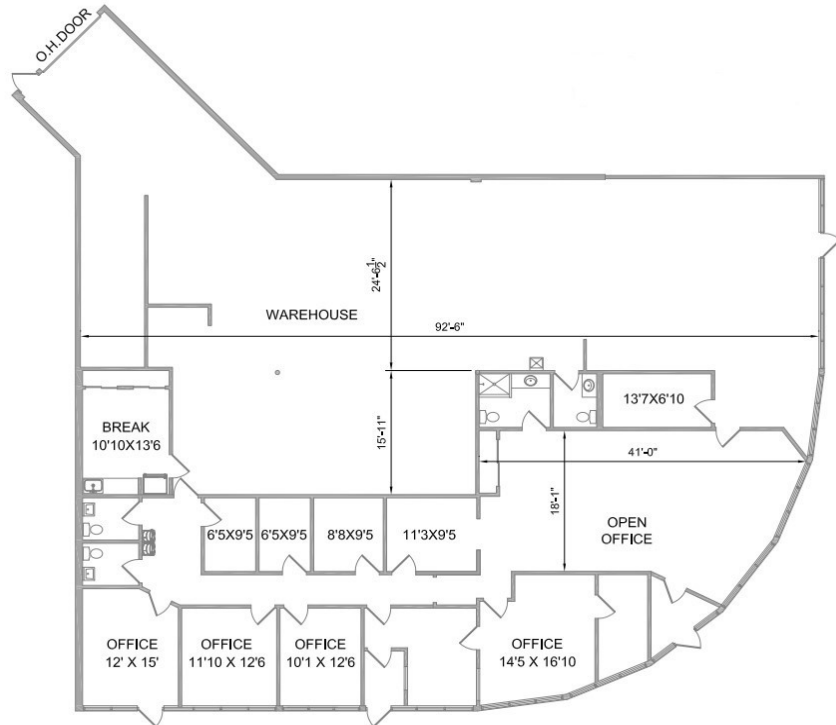 O.H. DOOR
24'-6½"
WAREHOUSE
92'-6"
15'-11"
13'7X6'10
BREAK
10'10X13'6
41'-0"
18'-1"
OPEN
OFFICE
6'5X9'5
6'5X9'5
8'8X9'5
11'3X9'5
OFFICE
12' X 15'
OFFICE
11'10 X 12'6
OFFICE
10'1 X 12'6
OFFICE
14'5 X 16'10